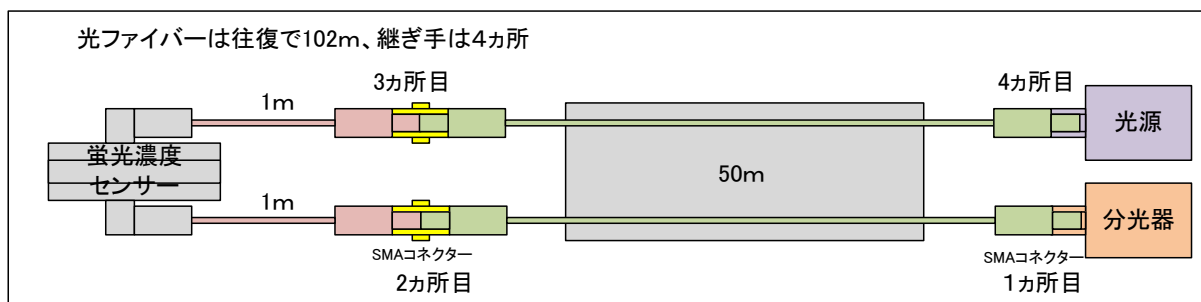 光ファイバーは往復で102m、継ぎ手は4ヵ所
3ヵ所目
4ヵ所目
1m
光源
蛍光濃度
センサー
50m
1m
分光器
SMAコネクター
SMAコネクター
2ヵ所目
1ヵ所目